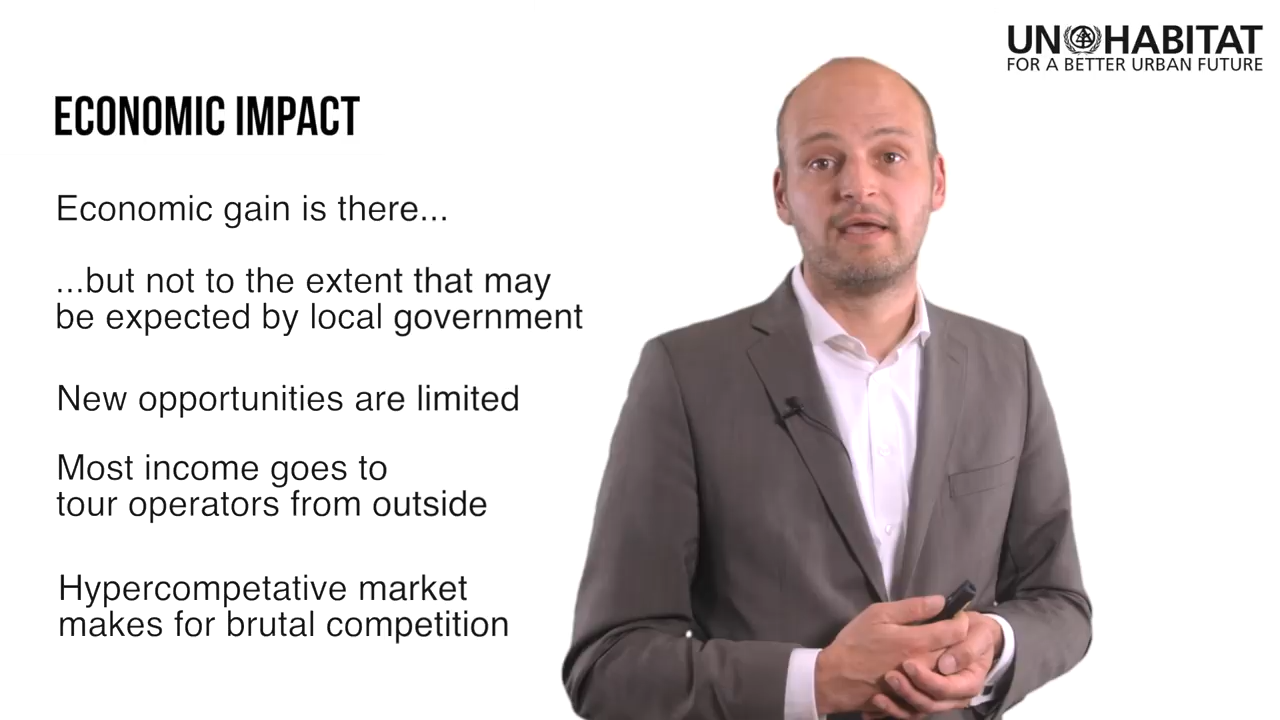 UN HABITAT
FOR A BETTER URBAN FUTURE
ECONOMIC IMPACT
Economic gain is there...
...but not to the extent that may
be expected by local government
New opportunities are limited
Most income goes to
tour operators from outside
Hypercompetative market
makes for brutal competition